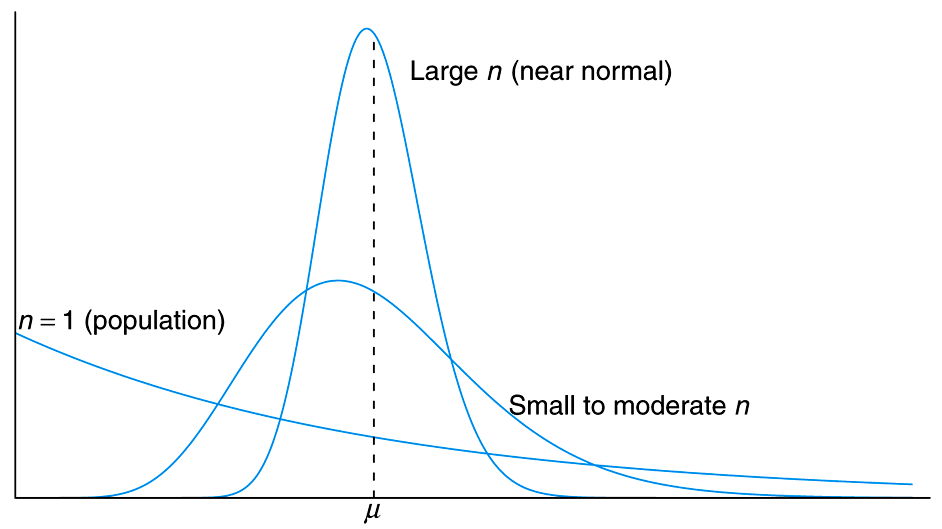 Large n (near normal)
n = 1 (population)
Small to moderate n
μ